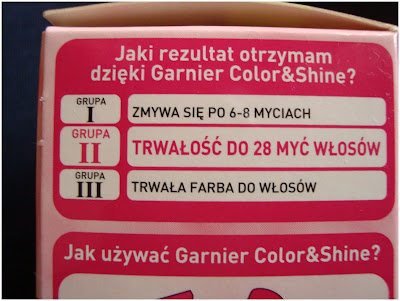 Jaki rezultat otrzymam
dzięki Garnier Color&Shine?
GRUPA
I
ZMYWA SIĘ PO 6-8 MYCIACH
GRUPA
II
TRWAŁOŚĆ DO 28 MYĆ WŁOSÓW
GRUPA
III
TRWAŁA FARBA DO WŁOSÓW
Jak używać Garnier Color&Shine?